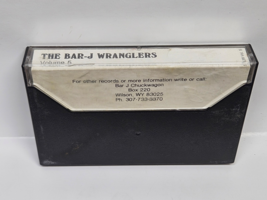 THE BAR-J WRANGLERS
Volume 5
For other records or more information write or call:
Bar J Chuckwagon
Box 220
Wilson, WY 83025
Ph. 307-733-3370